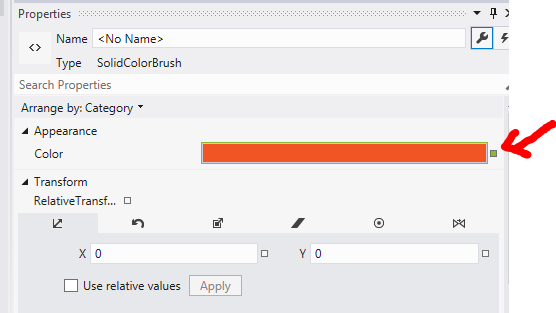 Properties
Name <No Name>
Type SolidColorBrush
Search Properties
Arrange by: Category
Appearance
Color
Transform
RelativeTransf...
X 0 Y 0
Use relative values Apply